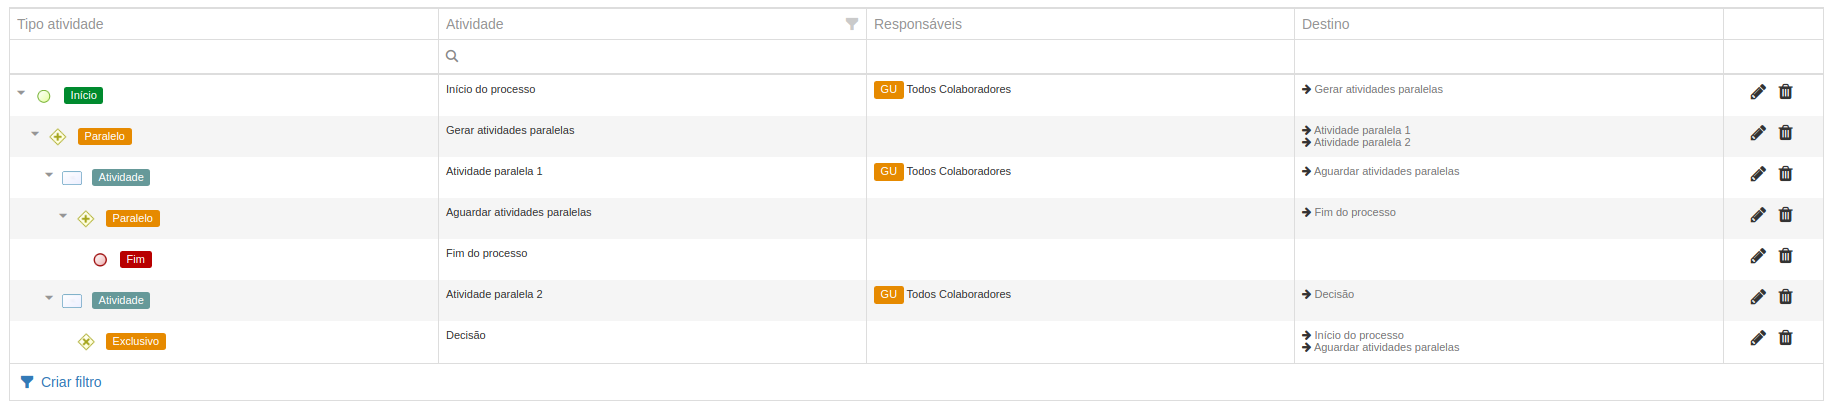 Tipo atividade Atividade Responsáveis Destino
Início Início do processo GU Todos Colaboradores Gerar atividades paralelas
Paralelo Gerar atividades paralelas Atividade paralela 1
Atividade paralela 2
Atividade Atividade paralela 1 GU Todos Colaboradores Aguardar atividades paralelas
Paralelo Aguardar atividades paralelas Fim do processo
Fim Fim do processo
Atividade Atividade paralela 2 GU Todos Colaboradores Decisão
Exclusivo Decisão Início do processo
Aguardar atividades paralelas
Criar filtro